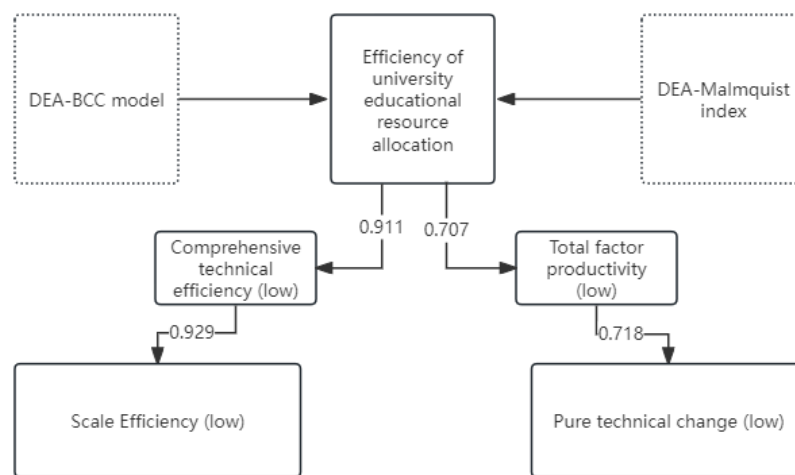 DEA-BCC model
Efficiency of
university
educational
resource
allocation
DEA-Malmquist
index
0.911
0.707
Comprehensive
technical
efficiency (low)
Total factor
productivity
(low)
0.929
0.718
Scale Efficiency (low)
Pure technical change (low)